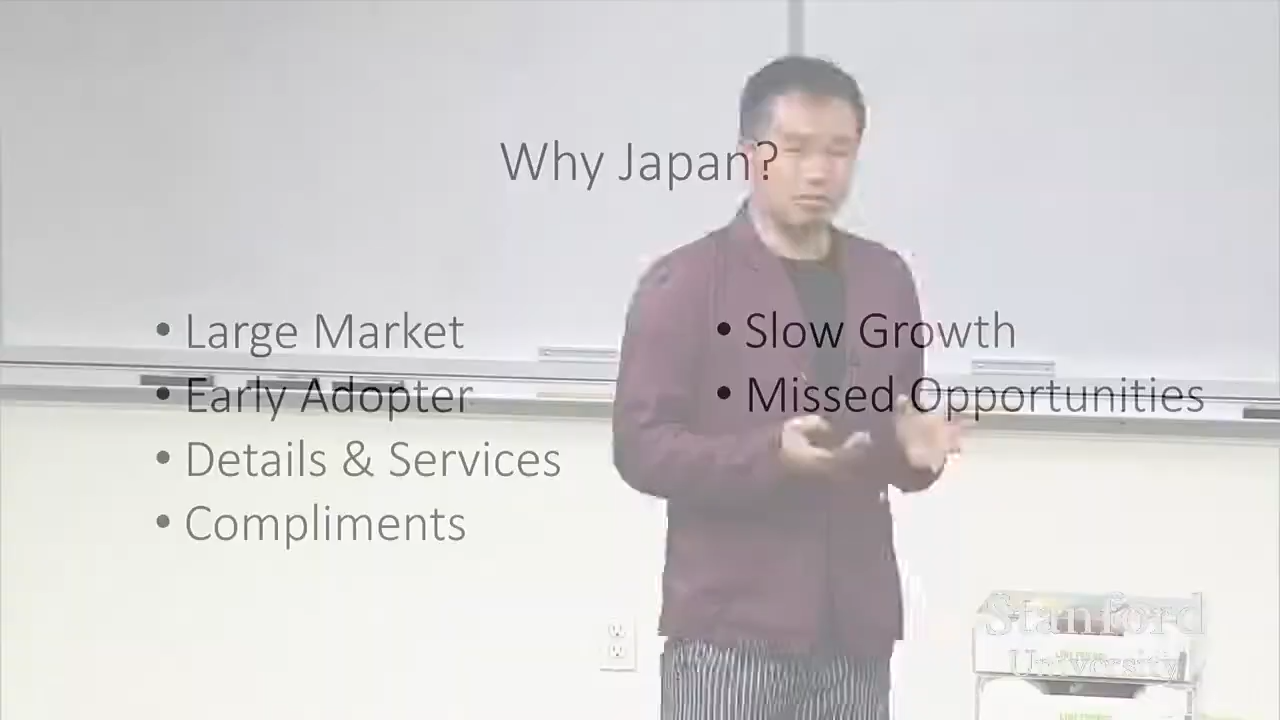 Why Japan?
• Large Market
• Early Adopter
• Details & Services
• Compliments
• Slow Growth
• Missed Opportunities
Stanford
University